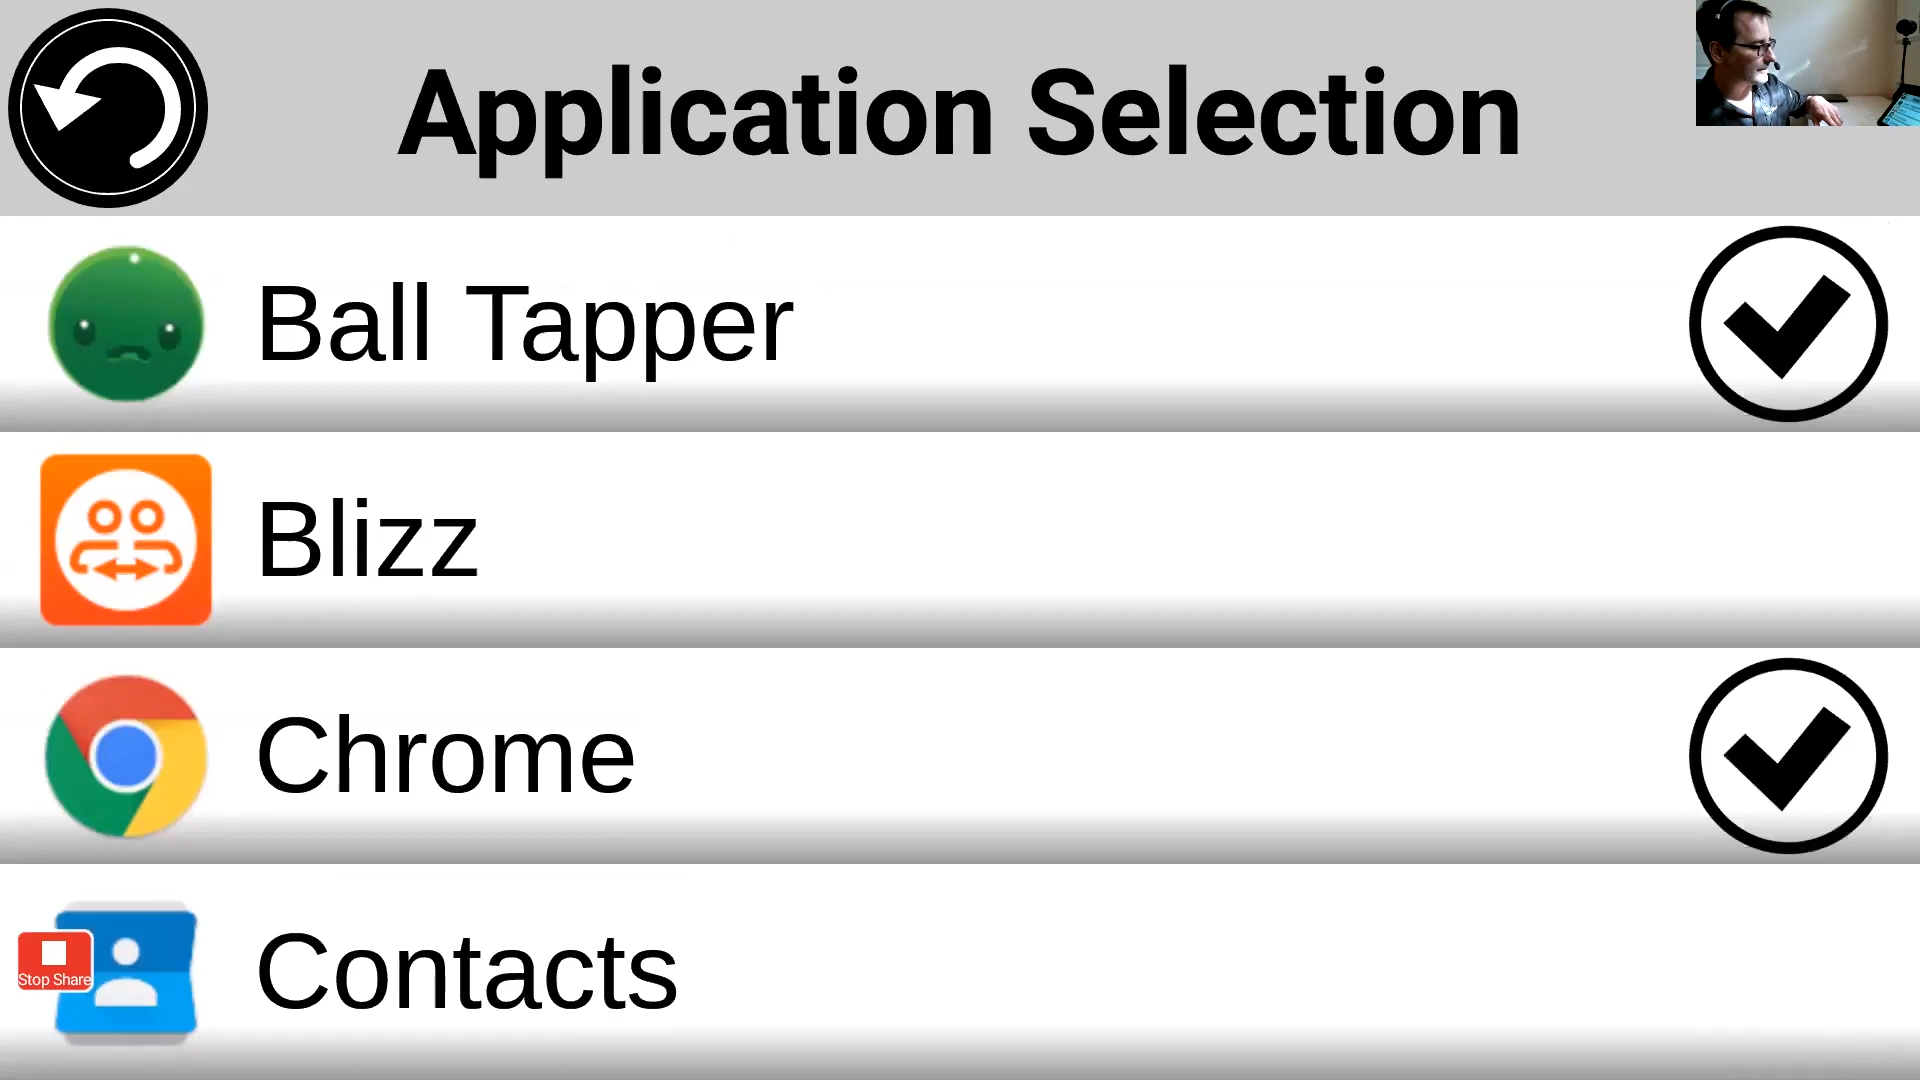 Application Selection
Ball Tapper
Blizz
Chrome
Contacts
Stop Share